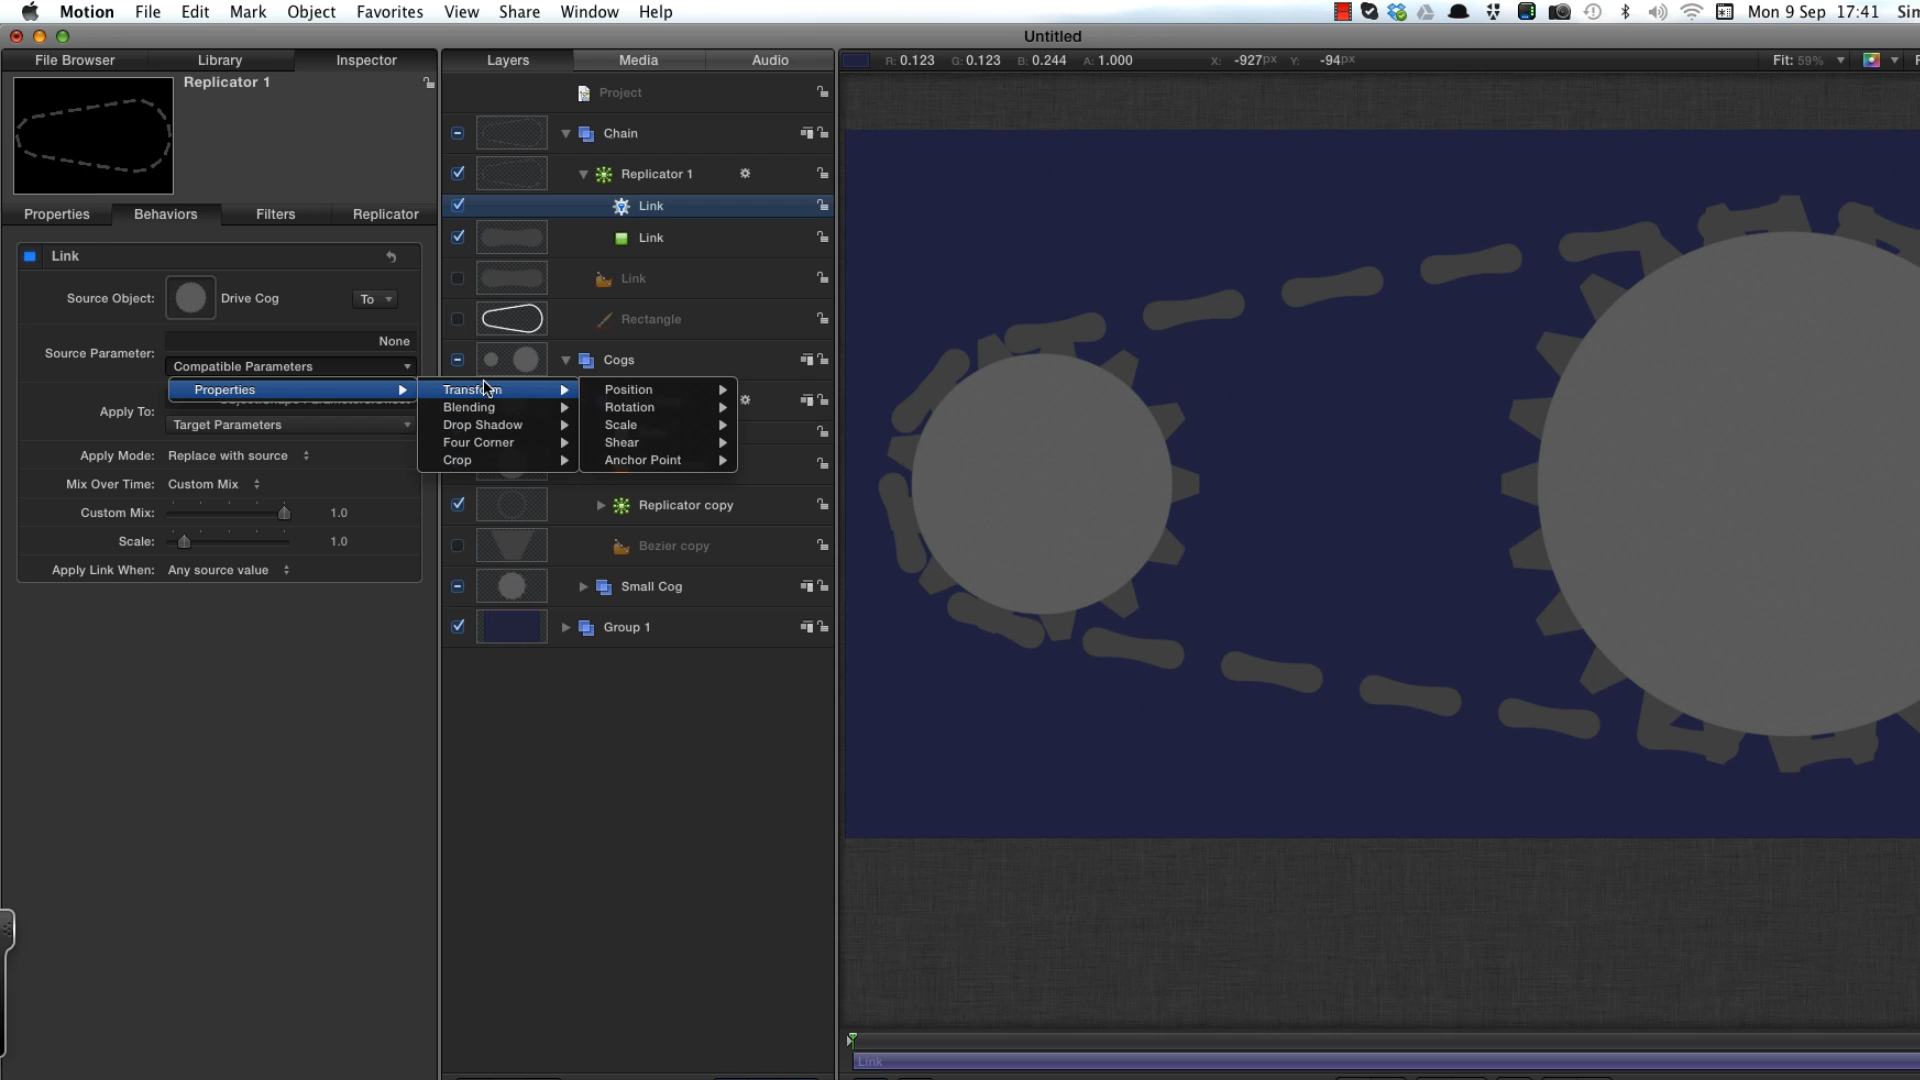 Motion File Edit Mark Object Favorites View Share Window Help Mon 9 Sep 17:41
Untitled
File Browser Library Inspector
Layers Media Audio
R: 0.123 G: 0.123 B: 0.244 A: 1.000 X: -927px Y: -94px Fit: 59%
Replicator 1
Project
Chain
Replicator 1
Link
Link
Link
Rectangle
Cogs
Replicator copy
Bezier copy
Small Cog
Group 1
Properties Behaviors Filters Replicator
Link
Source Object: Drive Cog To
None
Source Parameter:
Compatible Parameters
Properties
Transform
Blending
Drop Shadow
Four Corner
Crop
Position
Rotation
Scale
Shear
Anchor Point
Apply To:
Target Parameters
Apply Mode: Replace with source
Mix Over Time: Custom Mix
Custom Mix: 1.0
Scale: 1.0
Apply Link When: Any source value
Link